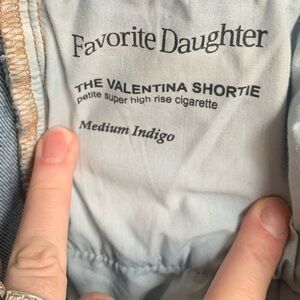 Favorite Daughter
THE VALENTINA SHORTIE
petite super high rise cigarette
Medium Indigo